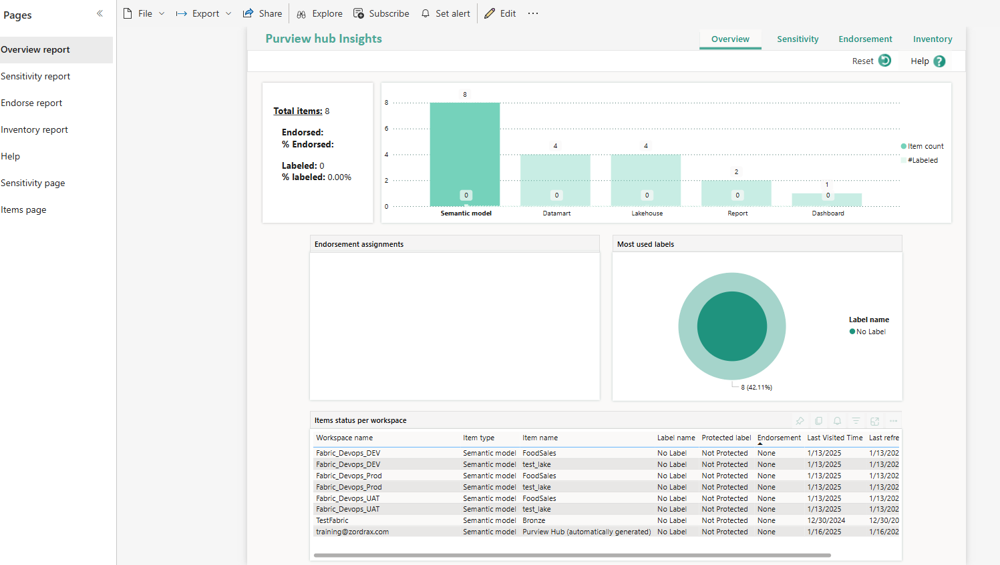 Pages
Overview report
Sensitivity report
Endorse report
Inventory report
Help
Sensitivity page
Items page
File Export Share Explore Subscribe Set alert Edit
Purview hub Insights
Overview Sensitivity Endorsement Inventory
Reset Help ?
Total items: 8
Endorsed:
% Endorsed:
Labeled: 0
% labeled: 0.00%
8
6
4
2
0
8 4 4 2 1
0 0 0 0 0
Semantic model Datamart Lakehouse Report Dashboard
Item count
#Labeled
Endorsement assignments
Most used labels
Label name
No Label
8 (42.11%)
Items status per workspace
Workspace name Item type Item name Label name Protected label Endorsement Last Visited Time Last refre
Fabric_Devops_DEV Semantic model FoodSales No Label Not Protected None 1/13/2025 1/13/202
Fabric_Devops_DEV Semantic model test_lake No Label Not Protected None 1/13/2025 1/13/202
Fabric_Devops_Prod Semantic model FoodSales No Label Not Protected None 1/13/2025 1/13/202
Fabric_Devops_Prod Semantic model test_lake No Label Not Protected None 1/13/2025 1/13/202
Fabric_Devops_UAT Semantic model FoodSales No Label Not Protected None 1/13/2025 1/13/202
Fabric_Devops_UAT Semantic model test_lake No Label Not Protected None 1/13/2025 1/13/202
TestFabric Semantic model Bronze No Label Not Protected None 12/30/2024 12/30/20
training@zordrax.com Semantic model Purview Hub (automatically generated) No Label Not Protected None 1/16/2025 1/16/202